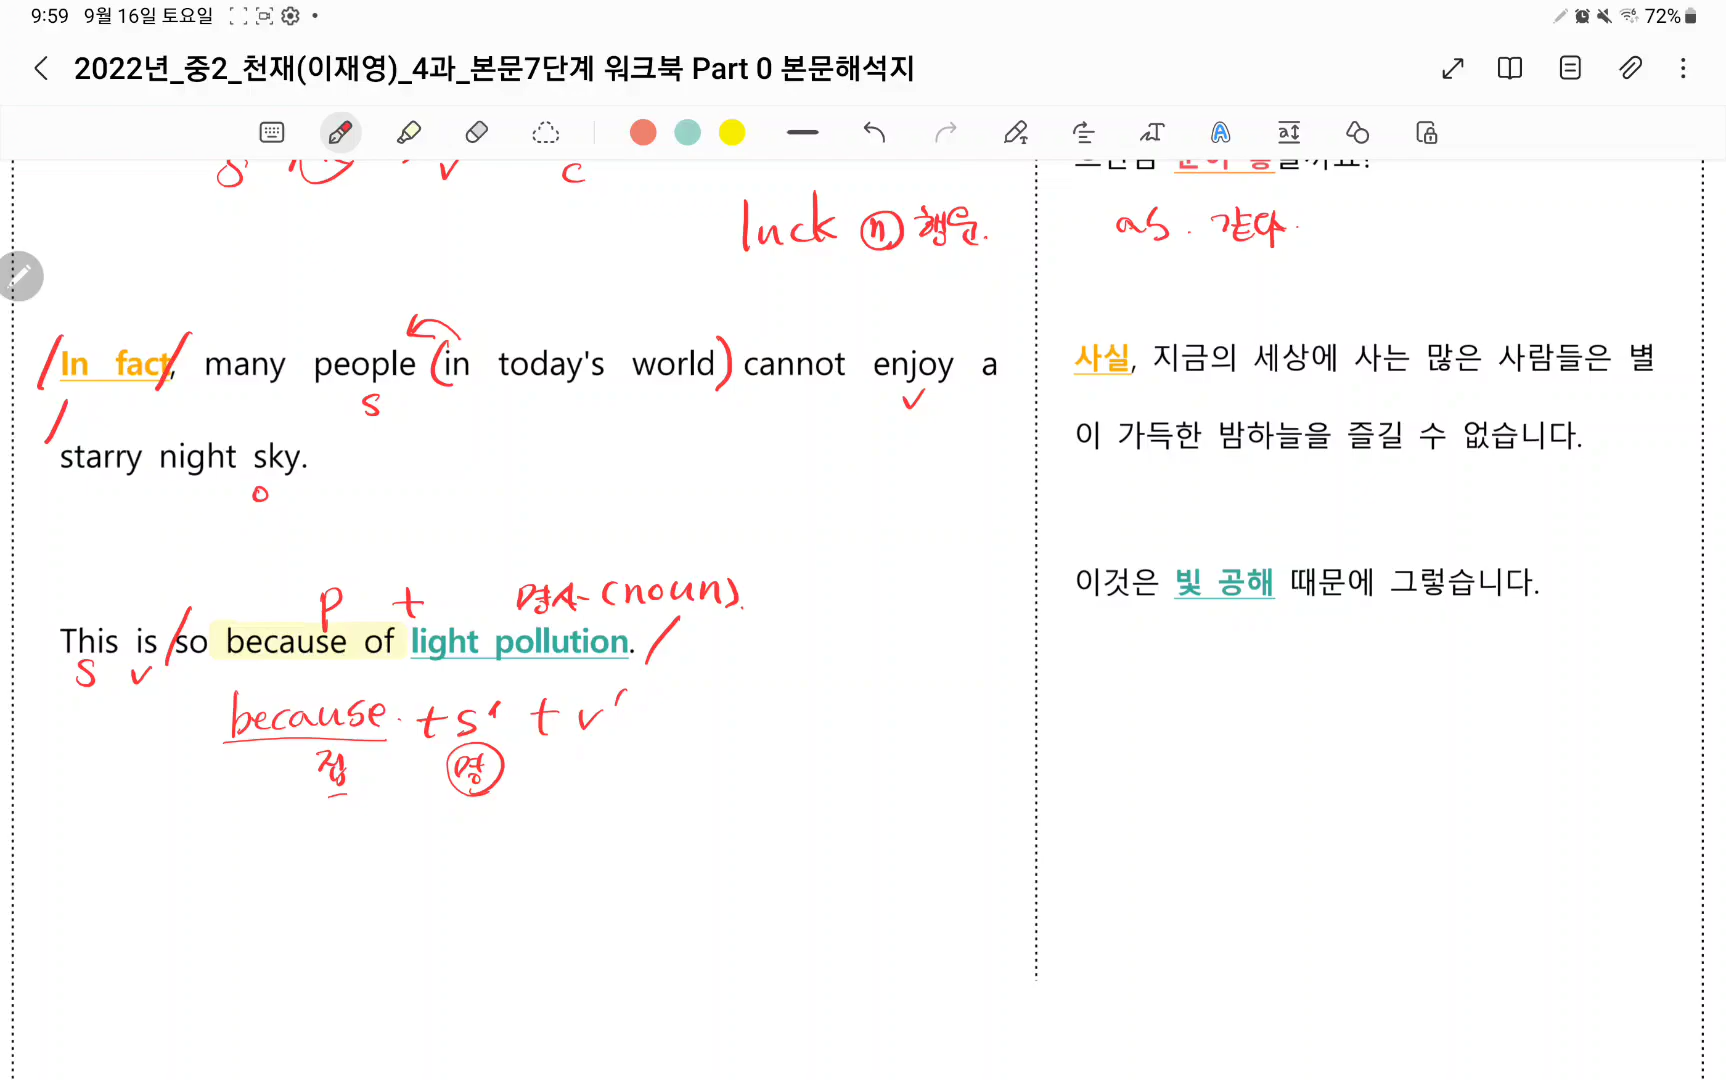 9:59 9월 16일 토요일
72%
2022년_중2_천재(이재영)_4과_본문7단계 워크북 Part 0 본문해석지
s v c
luck n 행운.
as . 같다.
In fact, many people (in today's world) cannot enjoy a
s v
starry night sky.
o
사실, 지금의 세상에 사는 많은 사람들은 별
이 가득한 밤하늘을 즐길 수 없습니다.
p + 명사 (noun).
This is so because of light pollution.
s v
because. + s' + v'
접 명
이것은 빛 공해 때문에 그렇습니다.